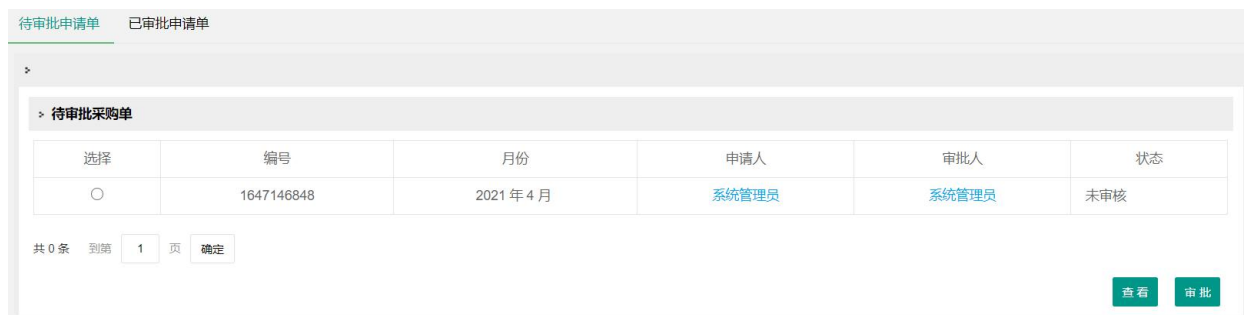 待审批申请单 已审批申请单
待审批采购单
选择 编号 月份 申请人 审批人 状态
1647146848 2021 年 4 月 系统管理员 系统管理员 未审核
共 0 条 到第 1 页 确定
查看 审批